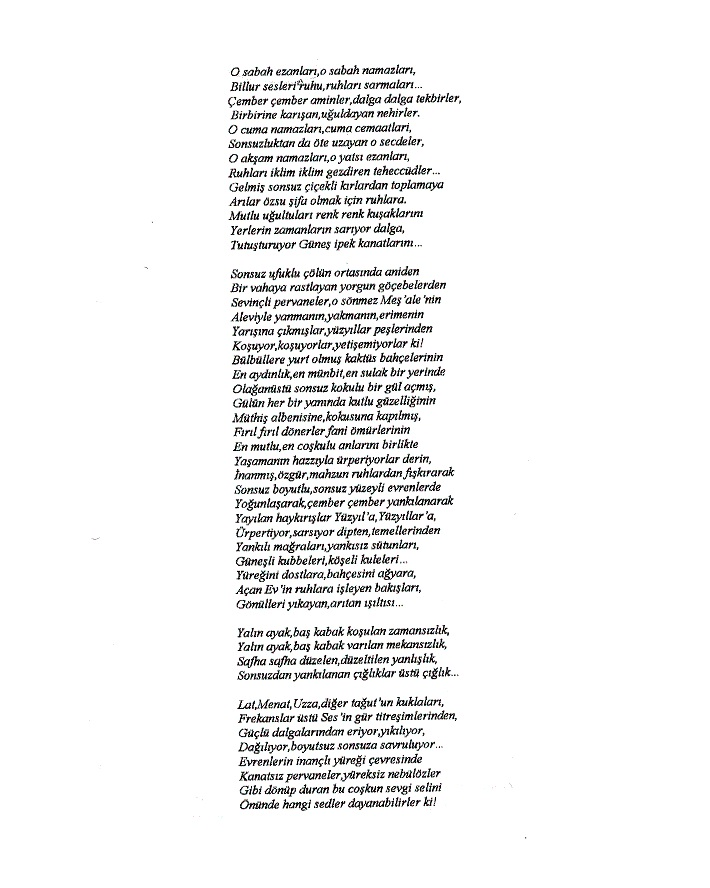 O sabah ezanları,o sabah namazları,
Billur sesleri ruhu,ruhları sarmaları...
Çember çember aminler,dalga dalga tekbirler,
Birbirine karışan,uğuldayan nehirler.
O cuma namazları,cuma cemaatlari,
Sonsuzluktan da öte uzayan o secdeler,
O akşam namazları,o yatsı ezanları,
Ruhları iklim iklim gezdiren teheccüdler...
Gelmiş sonsuz çiçekli kırlardan toplamaya
Arılar özsu şifa olmak için ruhlara.
Mutlu uğultuları renk renk kuşaklarını
Yerlerin zamanların sarıyor dalga,
Tutuşturuyor Güneş ipek kanatlarını...
Sonsuz ufuklu çölün ortasında aniden
Bir vahaya rastlayan yorgun göçebelerden
Sevinçli pervaneler,o sönmez Meş'ale'nin
Aleviyle yanmanın,yakmanın,erimenin
Yarışına çıkmışlar,yüzyıllar peşlerinden
Koşuyor,koşuyorlar,yetişemiyorlar ki!
Bülbüllere yurt olmuş kaktüs bahçelerinin
En aydınlık,en münbit,en sulak bir yerinde
Olağanüstü sonsuz kokulu bir gül açmış,
Gülün her bir yanında kutlu güzelliğinin
Müthiş albenisine,kokusuna kapılmış,
Fırıl fırıl dönerler fani ömürlerinin
En mutlu,en coşkulu anlarını birlikte
Yaşamanın hazzıyla ürperiyorlar derin,
İnanmış,özgür,mahzun ruhlardan fışkırarak
Sonsuz boyutlu,sonsuz yüzeyli evrenlerde
Yoğunlaşarak,çember çember yankılanarak
Yayılan haykırışlar Yüzyıl'a,Yüzyıllar'a,
Ürpertiyor,sarsıyor dipten,temellerinden
Yankılı mağraları,yankısız sütunları,
Güneşli kubbeleri,köşeli kuleleri...
Yüreğini dostlara,bahçesini ağyara,
Açan Ev'in ruhlara işleyen bakışları,
Gönülleri yıkayan,arıtan ışıltısı...
Yalın ayak,baş kabak koşulan zamansızlık,
Yalın ayak,baş kabak varılan mekansızlık,
Safha safha düzelen,düzeltilen yanlışlık,
Sonsuzdan yankılanan çığlıklar üstü çığlık...
Lat,Menat,Uzza,diğer tağut'un kuklaları,
Frekanslar üstü Ses'in gür titreşimlerinden,
Güçlü dalgalarından eriyor,yıkılıyor,
Dağılıyor,boyutsuz sonsuza savruluyor...
Evrenlerin inançlı yüreği çevresinde
Kanatsız pervaneler,yüreksiz nebülözler
Gibi dönüp duran bu coşkun sevgi selini
Önünde hangi sedler dayanabilirler ki!